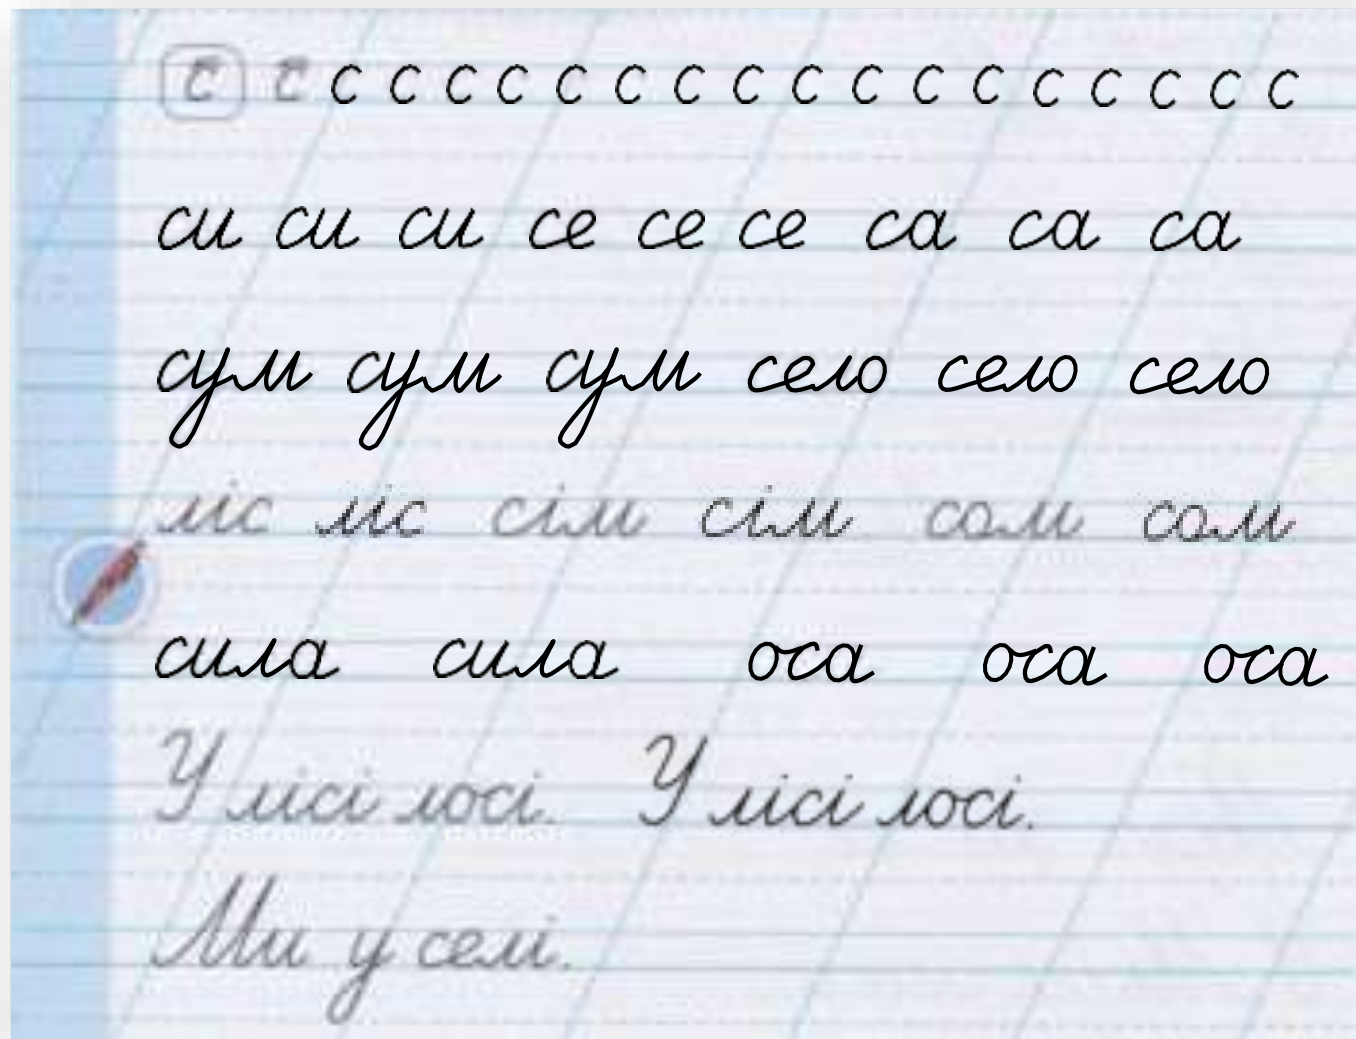 с с с с с с с с с с с с с с с с с с с
си си си се се се са са са
сум сум сум село село село
ліс ліс сім сім сом сом
сила сила оса оса оса
У лісі лосі. У лісі лосі.
Ми у селі.